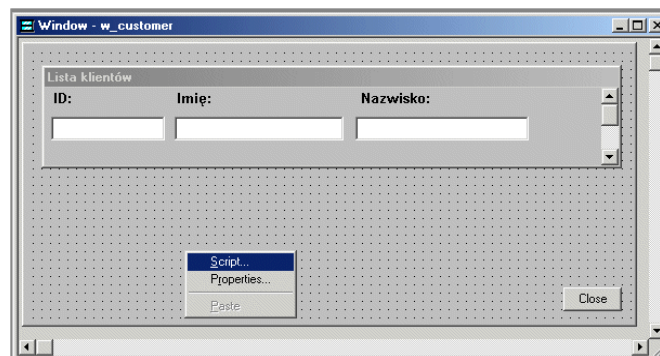 Window - w_customer
Lista klientów
ID: Imię: Nazwisko:
Script...
Properties...
Paste
Close